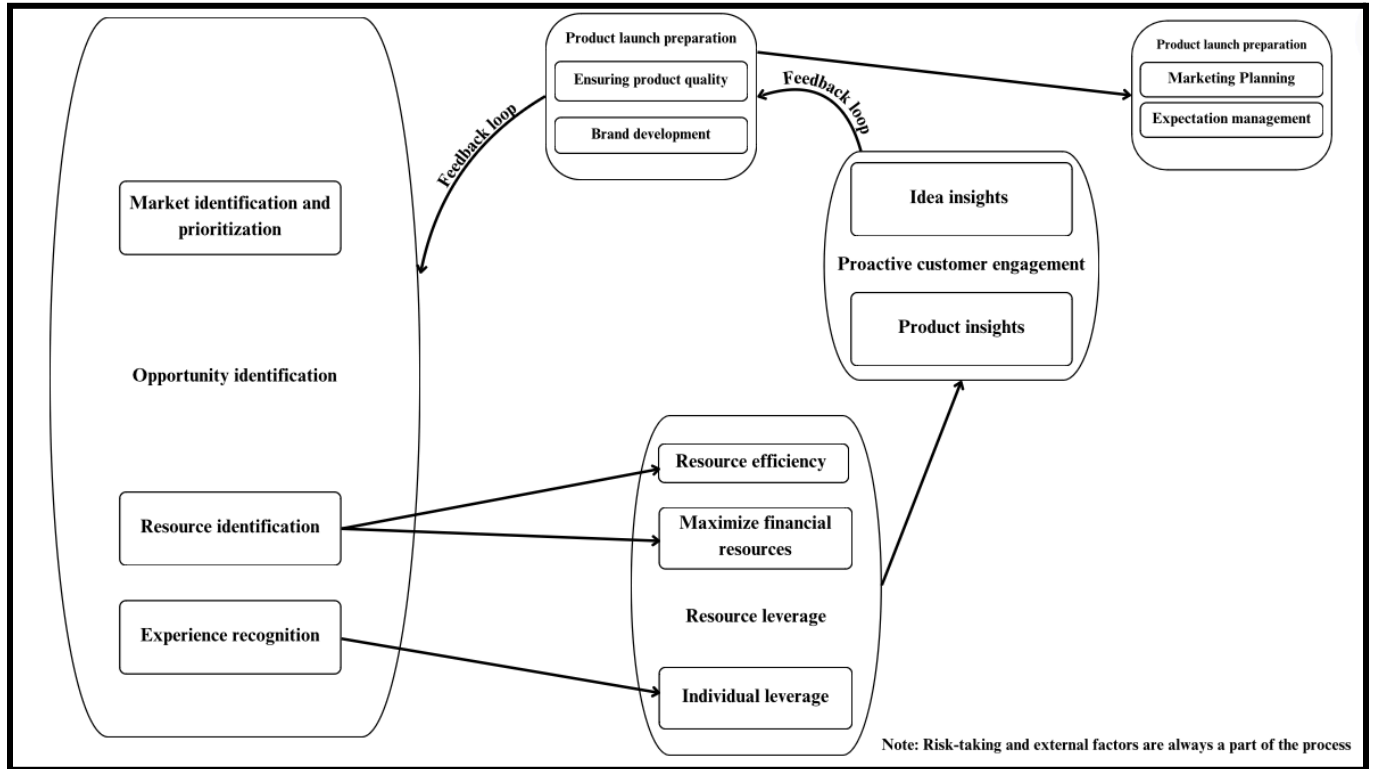 Product launch preparation
Ensuring product quality
Brand development
Feedback loop
Feedback loop
Product launch preparation
Marketing Planning
Expectation management
Market identification and
prioritization
Opportunity identification
Resource identification
Experience recognition
Idea insights
Proactive customer engagement
Product insights
Resource efficiency
Maximize financial
resources
Resource leverage
Individual leverage
Note: Risk-taking and external factors are always a part of the process